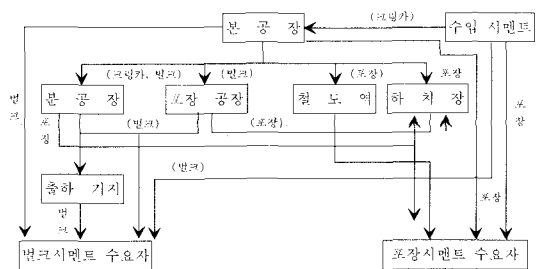 (크링카)
본 공장
수입 시멘트
(크링카, 벌크)
(벌크)
(포장)
포장
벌크
분공장
포장 공장
철도역
하치장
포장
포장
(벌크)
(포장)
(벌크)
출하 기지
벌크
포장
벌크시멘트 수요자
포장시멘트 수요자